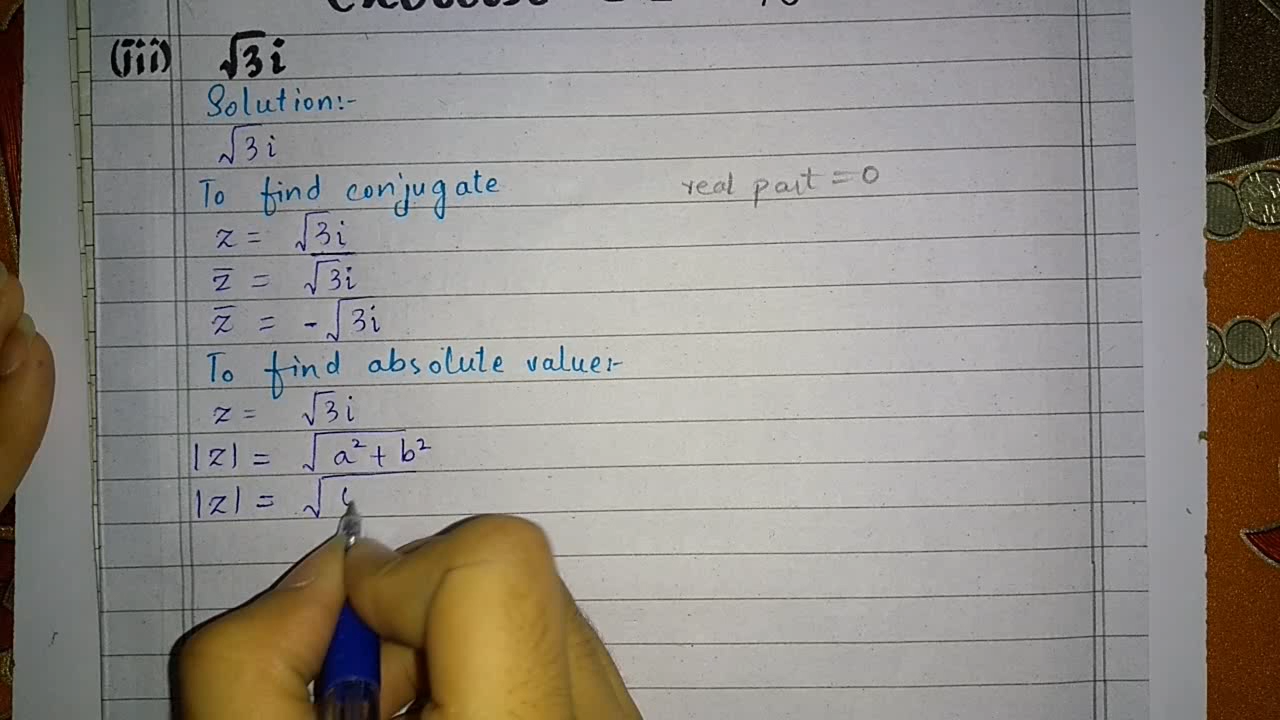 (iii) √3i
Solution:-
√3i
To find conjugate real part = 0
z = √3i
z̅ = √3i
z̅ = -√3i
To find absolute value:-
z = √3i
|z| = √a²+b²
|z| = √